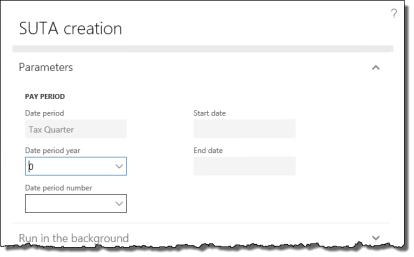 ?
SUTA creation
Parameters
PAY PERIOD
Date period
Start date
Tax Quarter
Date period year
End date
p
Date period number
Run in the background